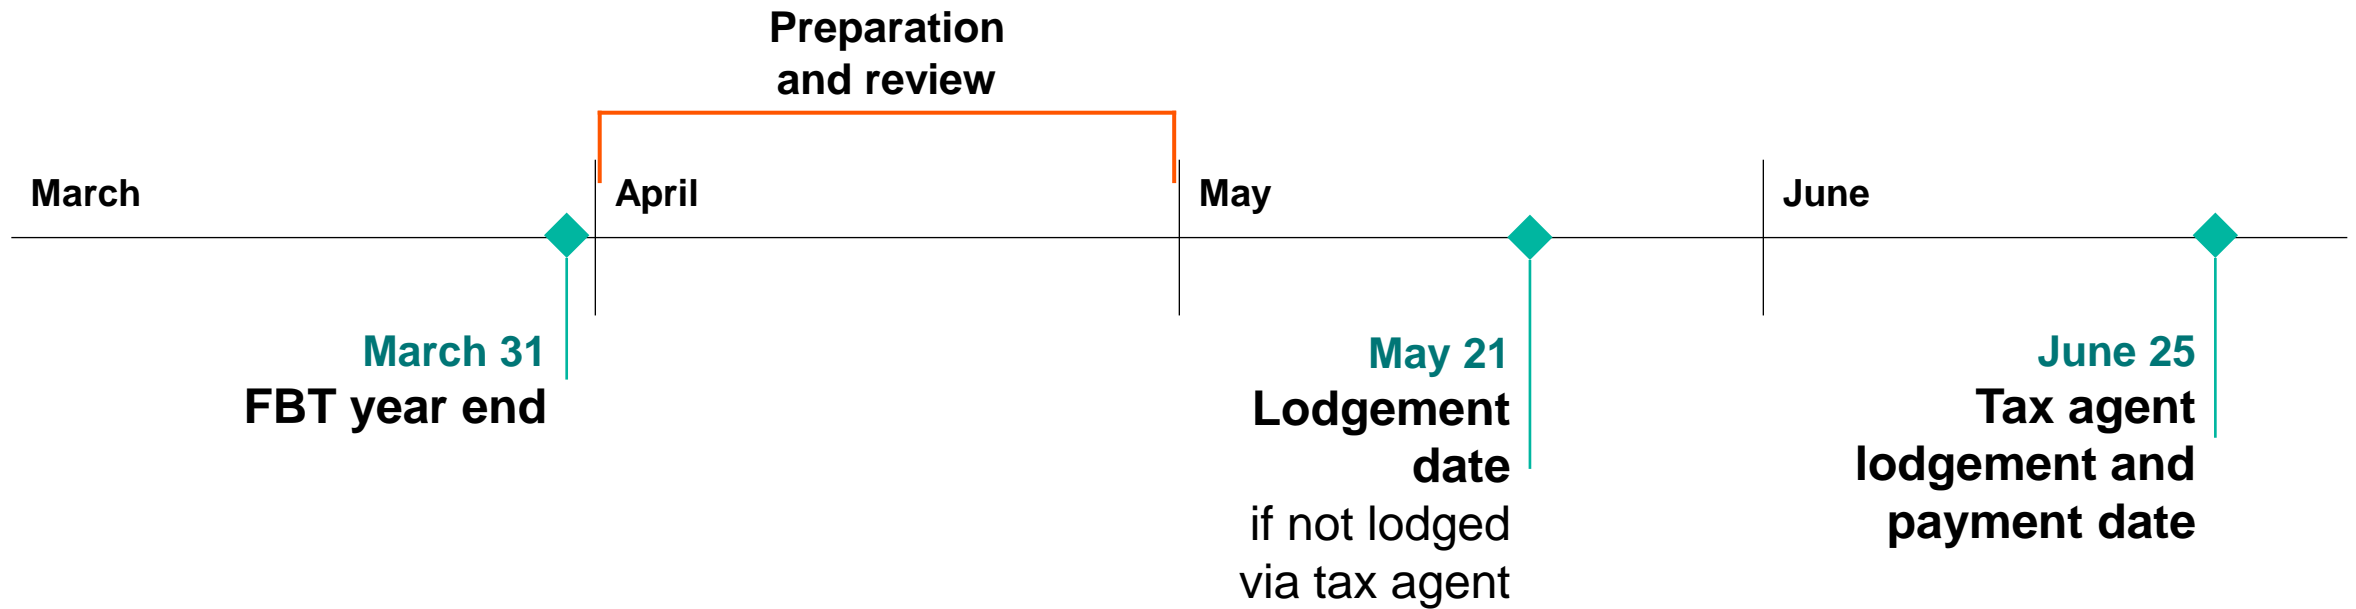 Preparation
and review
March
April
May
June
March 31
FBT year end
May 21
Lodgement
date
if not lodged
via tax agent
June 25
Tax agent
lodgement and
payment date